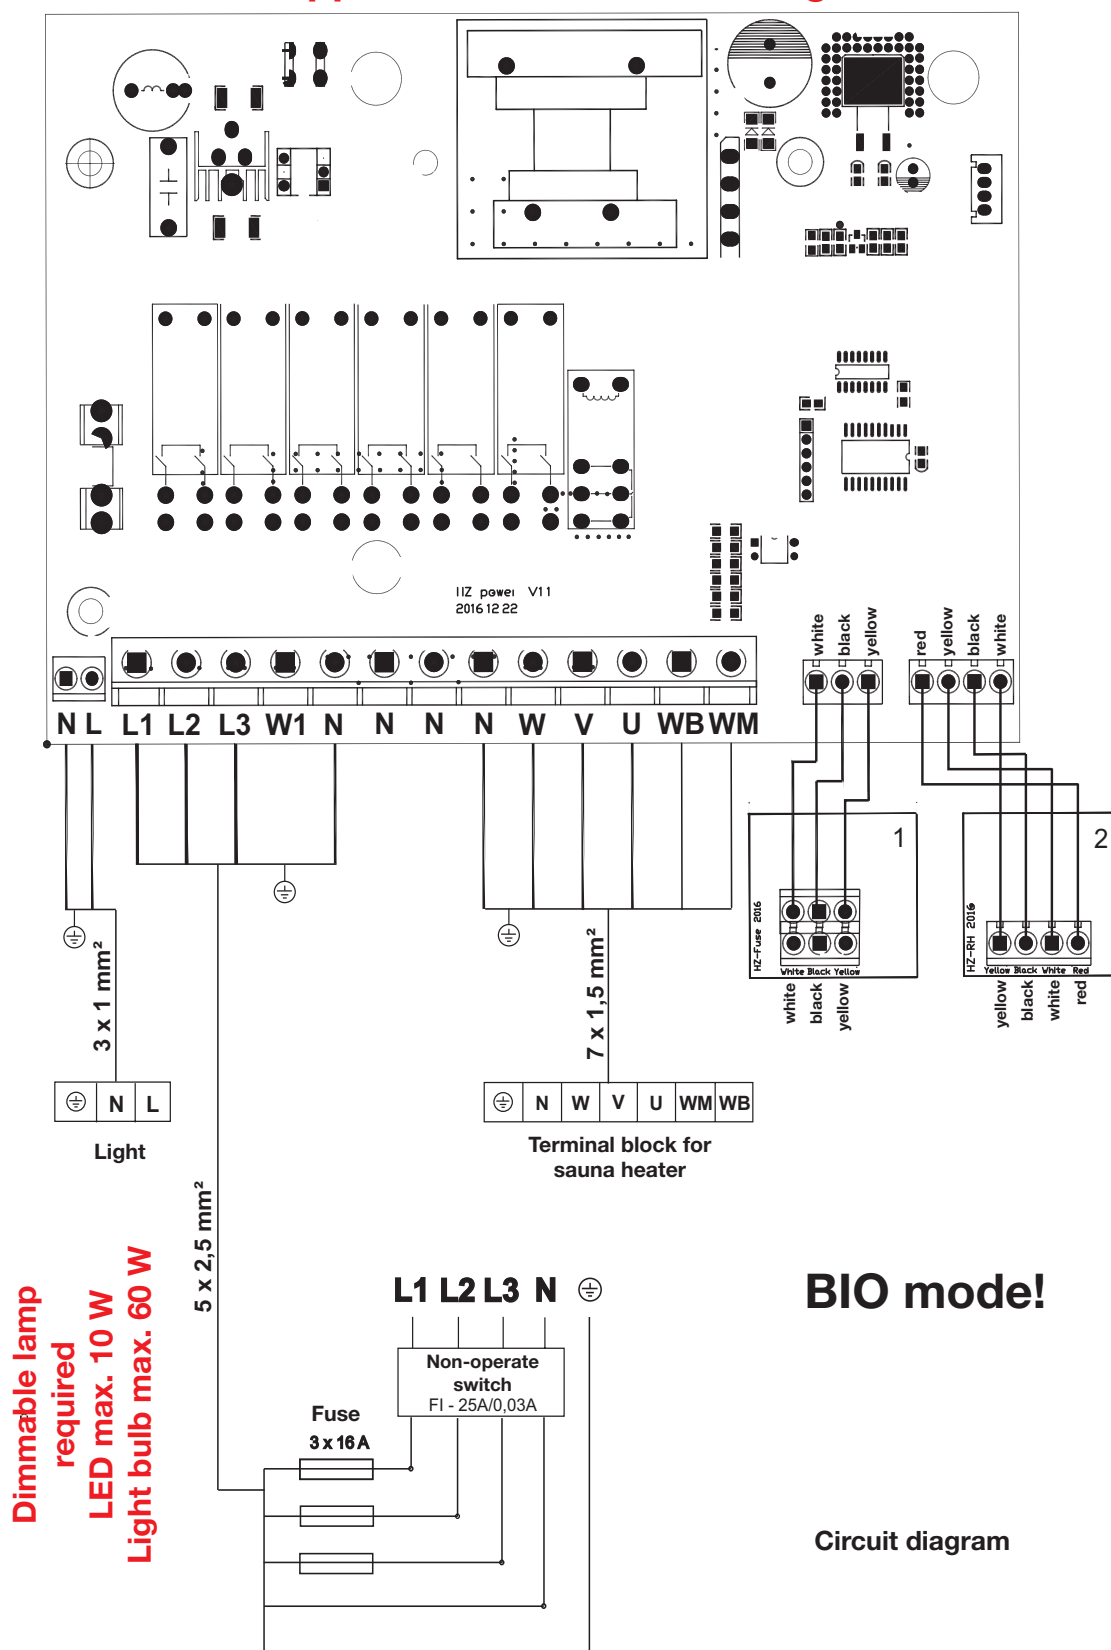 IIZ power V11
2016 12 22
white
black
yellow
red
yellow
black
white
N L L1 L2 L3 W1 N N N N W V U WB WM
1
2
HZ-Fuse 2016
White Black Yellow
white
black
yellow
HZ-RH 2016
Yellow Black White Red
yellow
black
white
red
3 x 1 mm²
7 x 1,5 mm²
N L
Light
N W V U WM WB
Terminal block for
sauna heater
5 x 2,5 mm²
Dimmable lamp
required
LED max. 10 W
Light bulb max. 60 W
L1 L2 L3 N
BIO mode!
Non-operate
switch
FI - 25A/0,03A
Fuse
3 x 16 A
Circuit diagram